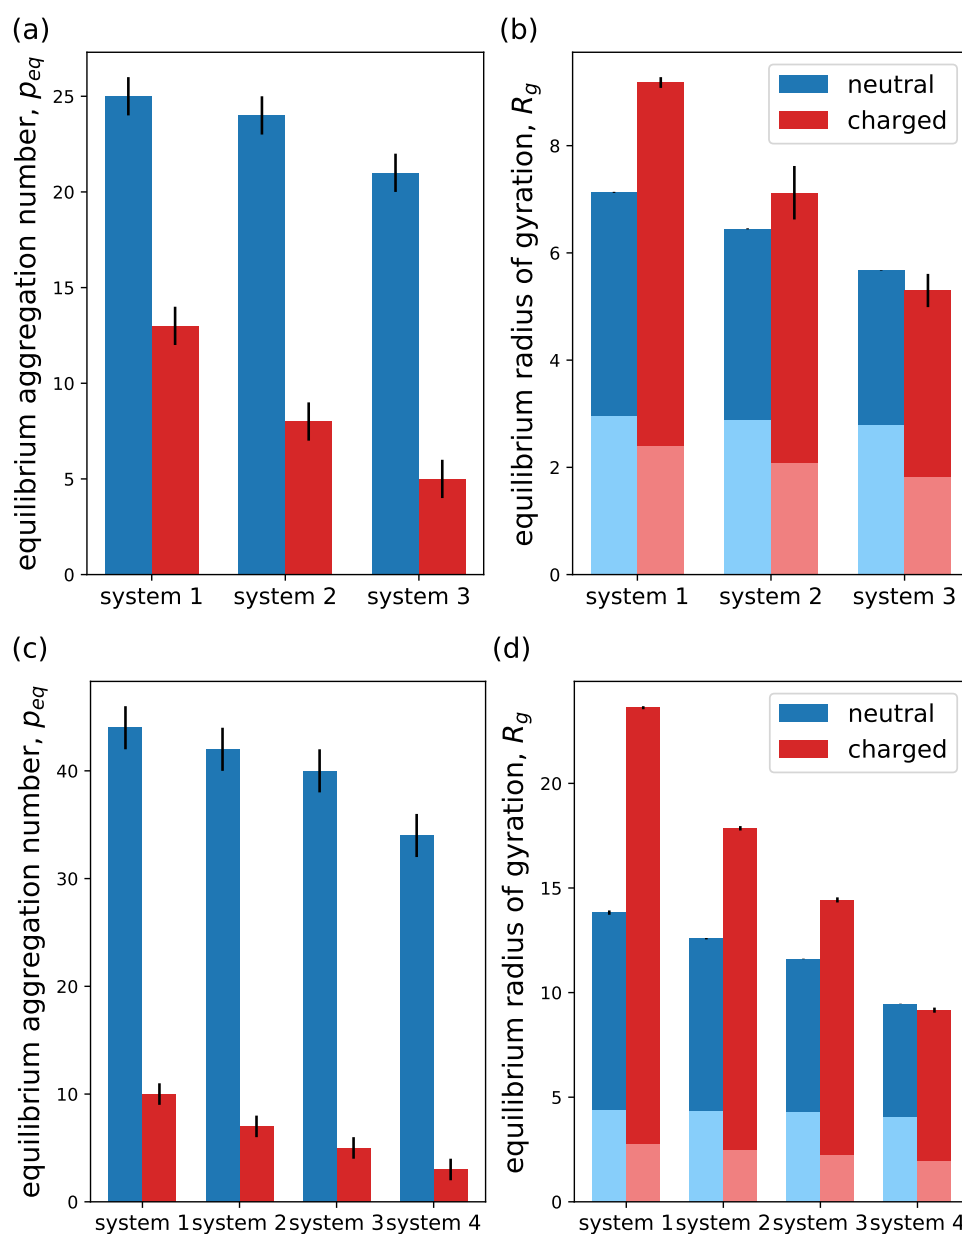 (a)
equilibrium aggregation number, p_eq
25
20
15
10
5
0
system 1 system 2 system 3
(b)
equilibrium radius of gyration, R_g
8
6
4
2
0
neutral
charged
system 1 system 2 system 3
(c)
equilibrium aggregation number, p_eq
40
30
20
10
0
system 1 system 2 system 3 system 4
(d)
equilibrium radius of gyration, R_g
20
15
10
5
0
neutral
charged
system 1 system 2 system 3 system 4